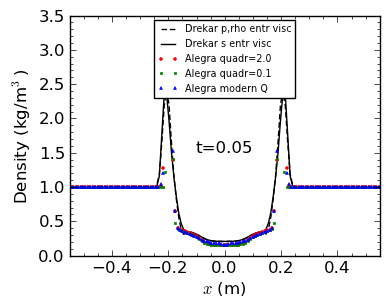 3.5
3.0
2.5
2.0
1.5
1.0
0.5
0.0
Density (kg/m³)
Drekar p,rho entr visc
Drekar s entr visc
Alegra quadr=2.0
Alegra quadr=0.1
Alegra modern Q
t=0.05
−0.4 −0.2 0.0 0.2 0.4
x (m)